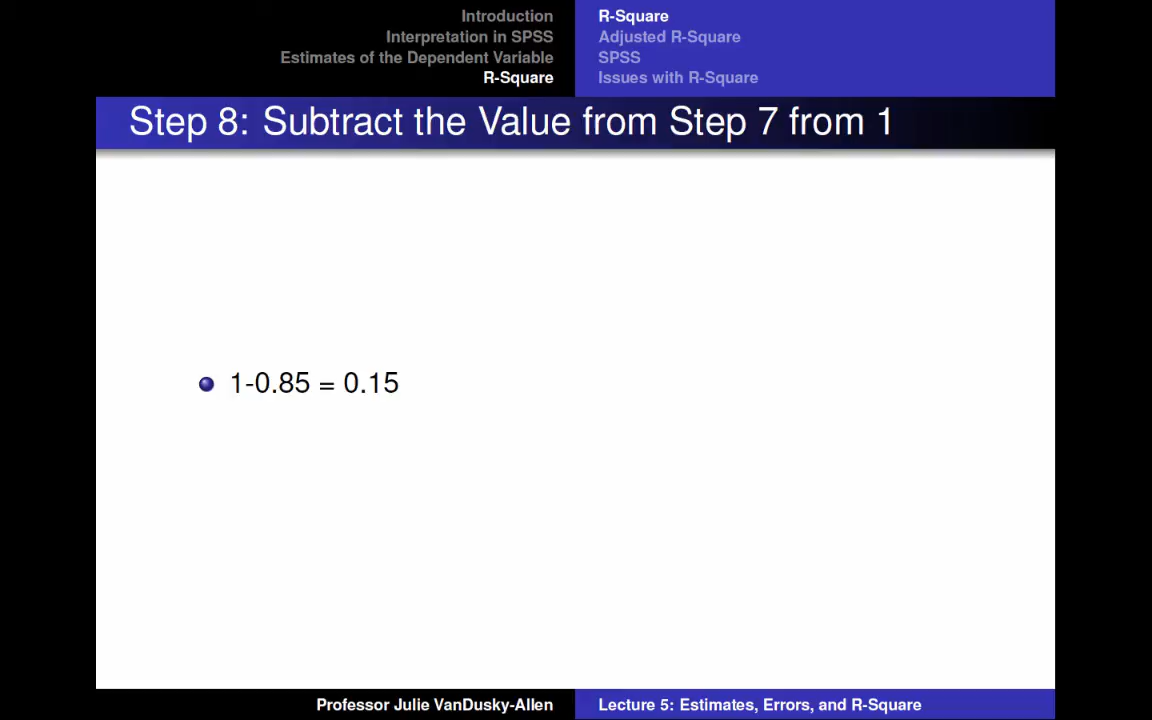 Introduction
Interpretation in SPSS
Estimates of the Dependent Variable
R-Square
R-Square
Adjusted R-Square
SPSS
Issues with R-Square
Step 8: Subtract the Value from Step 7 from 1
1-0.85 = 0.15
Professor Julie VanDusky-Allen
Lecture 5: Estimates, Errors, and R-Square